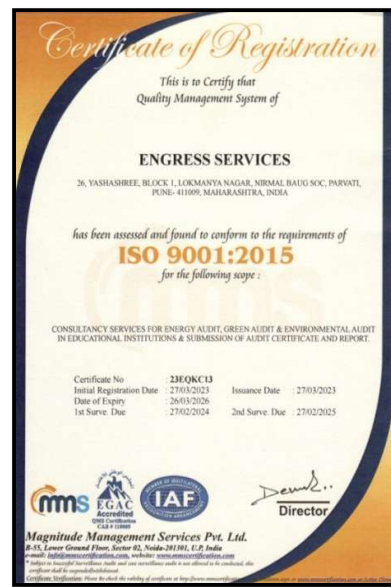 Certificate of Registration
This is to Certify that
Quality Management System of
ENGRESS SERVICES
26, YASHASHREE, BLOCK 1, LOKMANYA NAGAR, NIRMAL BAUG SOC, PARVATI,
PUNE- 411009, MAHARASHTRA, INDIA
has been assessed and found to conform to the requirements of
ISO 9001:2015
for the following scope :
CONSULTANCY SERVICES FOR ENERGY AUDIT, GREEN AUDIT & ENVIRONMENTAL AUDIT
IN EDUCATIONAL INSTITUTIONS & SUBMISSION OF AUDIT CERTIFICATE AND REPORT.
Certificate No : 23EQKC13
Initial Registration Date : 27/03/2023 Issuance Date : 27/03/2023
Date of Expiry : 26/03/2026
1st Surve. Due : 27/02/2024 2nd Surve. Due : 27/02/2025
mms
EGAC
Accredited
QMS Certification
CAB # 110009
IAF
Director
Magnitude Management Services Pvt. Ltd.
B-55, Lower Ground Floor, Sector 02, Noida-201301, U.P, India
e-mail: info@mmscertification.com, website: www.mmscertification.com